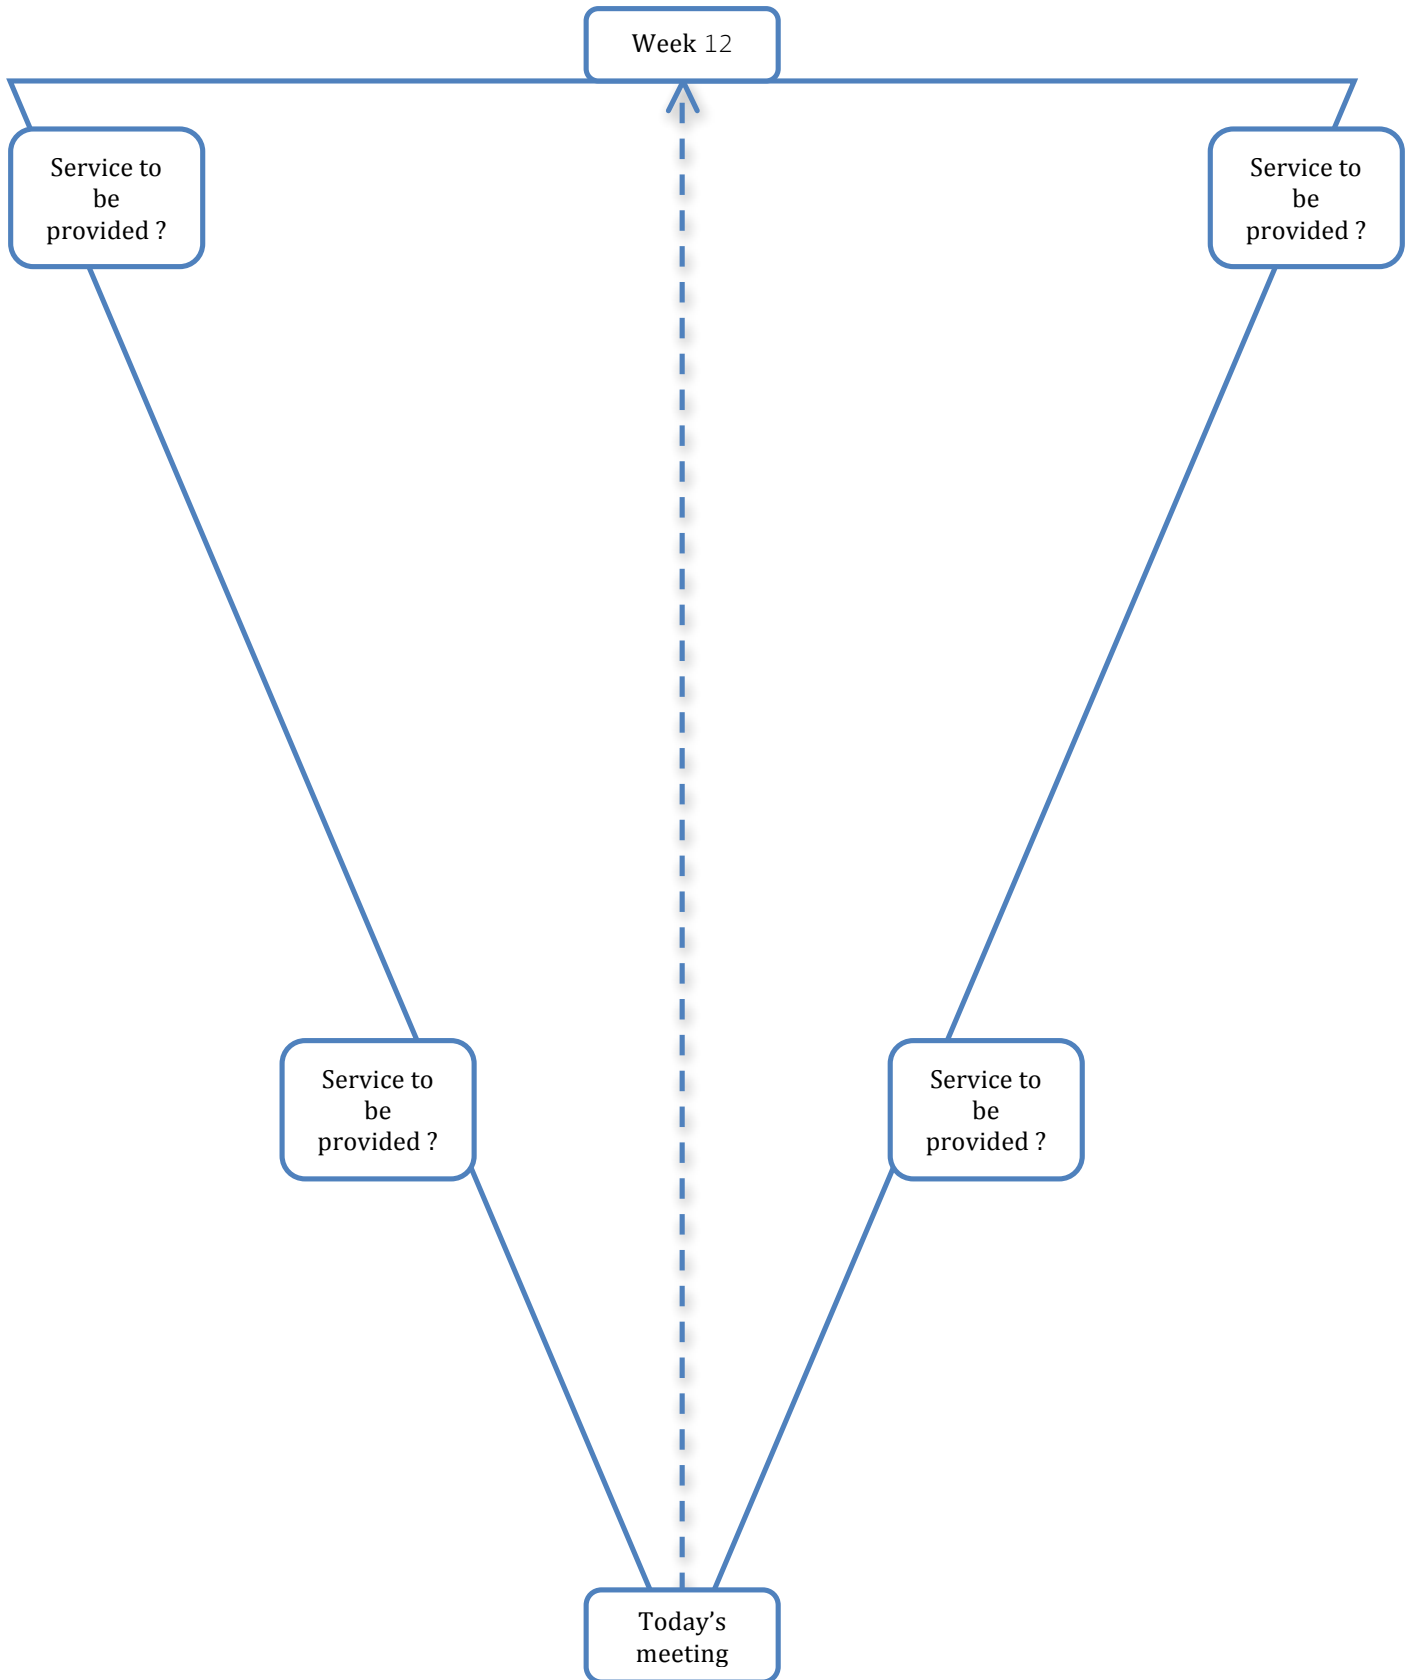 Week 12
Service to
be
provided ?
Service to
be
provided ?
Service to
be
provided ?
Service to
be
provided ?
Today’s
meeting